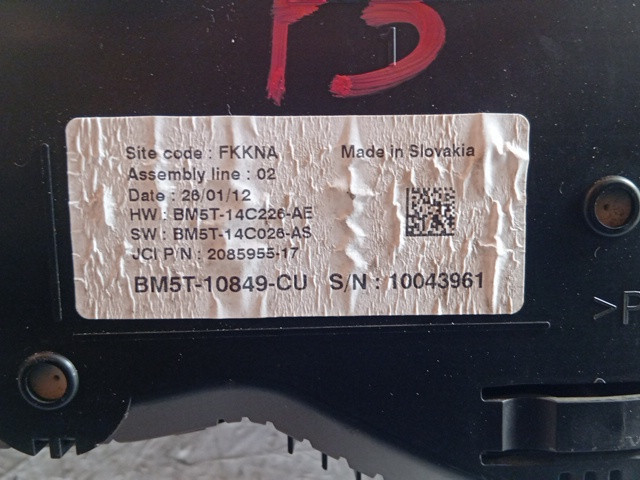 Site code : FKKNA Made in Slovakia
Assembly line : 02
Date : 26/01/12
HW : BM5T-14C226-AE
SW : BM5T-14C026-AS
JCI P/N : 2085955-17
BM5T-10849-CU S/N : 10043961
>P